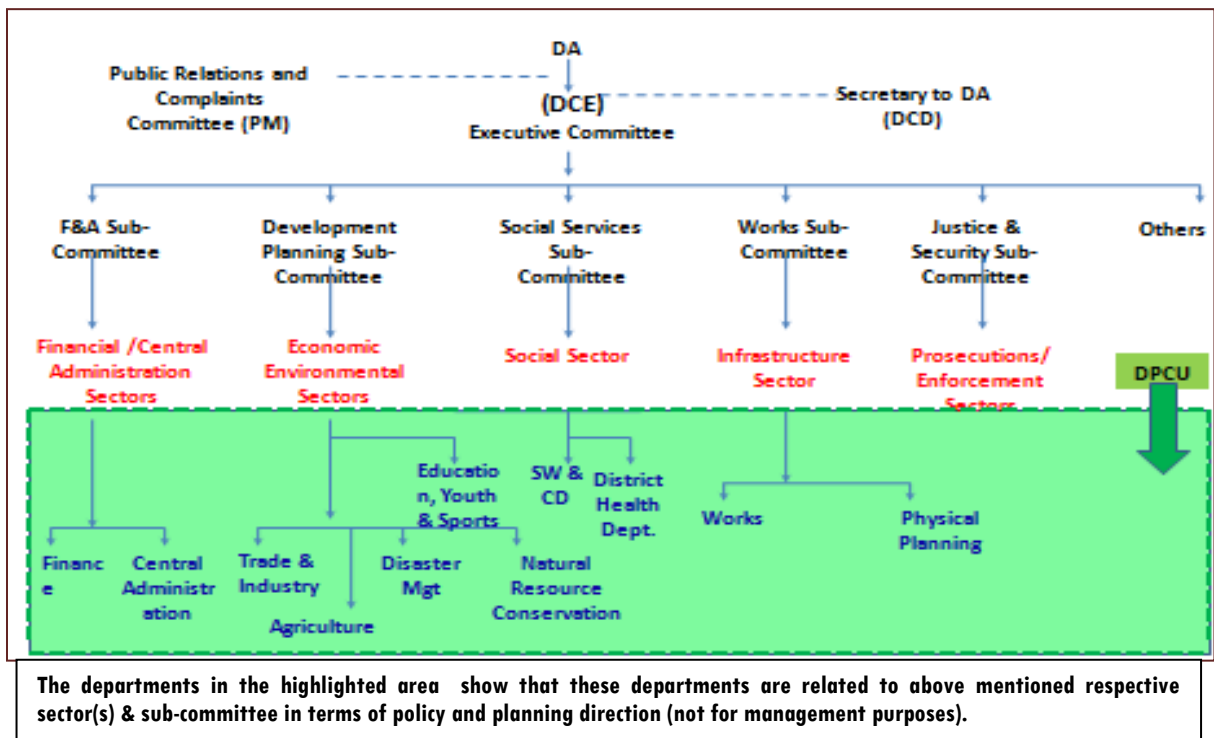 DA
Public Relations and
Complaints
Committee (PM)
(DCE)
Executive Committee
Secretary to DA
(DCD)
F&A Sub-
Committee
Development
Planning Sub-
Committee
Social Services
Sub-
Committee
Works Sub-
Committee
Justice &
Security Sub-
Committee
Others
Financial /Central
Administration
Sectors
Economic
Environmental
Sectors
Social Sector
Infrastructure
Sector
Prosecutions/
Enforcement
Sectors
DPCU
Educatio
n, Youth
& Sports
SW &
CD
District
Health
Dept.
Works
Physical
Planning
Financ
e
Central
Administr
ation
Trade &
Industry
Agriculture
Disaster
Mgt
Natural
Resource
Conservation
The departments in the highlighted area show that these departments are related to above mentioned respective
sector(s) & sub-committee in terms of policy and planning direction (not for management purposes).